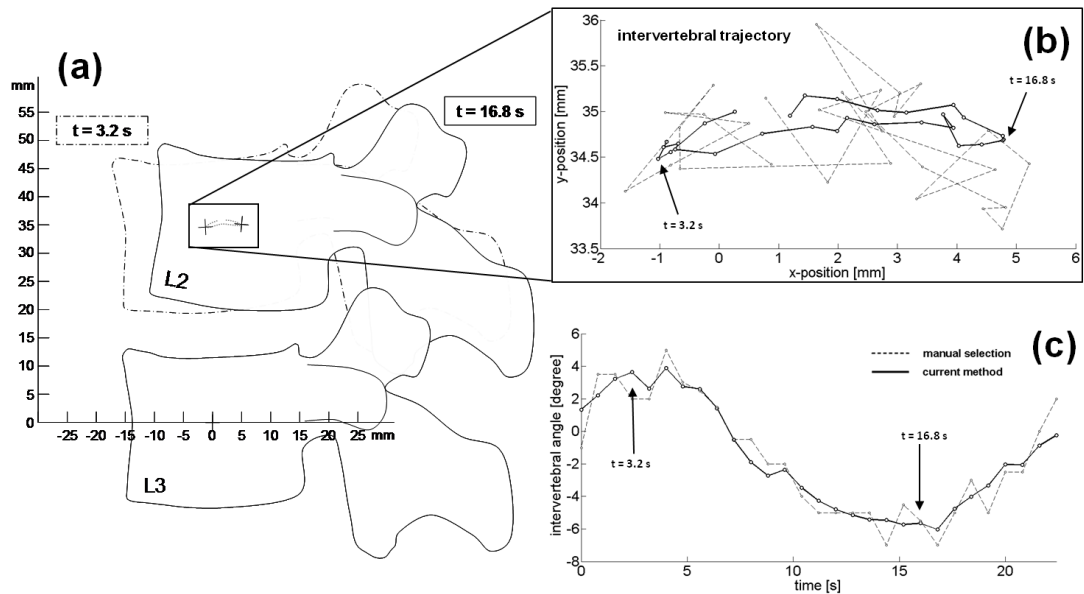 (a)
mm
55
50
45
40
35
30
25
20
15
10
5
0
-25 -20 -15 -10 -5 0 5 10 15 20 25 mm
t = 3.2 s
t = 16.8 s
L2
L3
(b)
intervertebral trajectory
36
35.5
35
34.5
34
33.5
y-position [mm]
-2 -1 0 1 2 3 4 5 6
x-position [mm]
t = 16.8 s
t = 3.2 s
(c)
6
4
2
0
-2
-4
-6
-8
intervertebral angle [degree]
0 5 10 15 20
time [s]
manual selection
current method
t = 3.2 s
t = 16.8 s